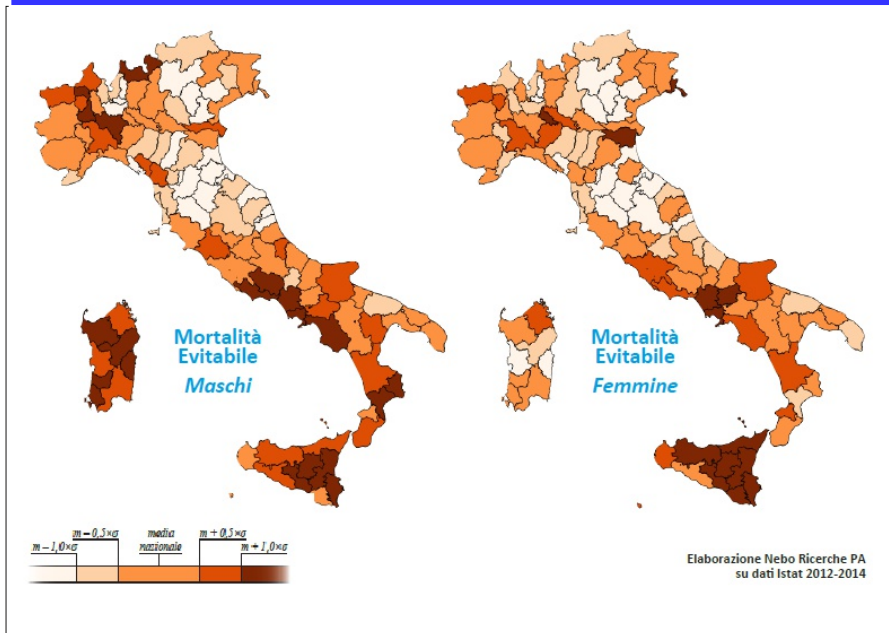 Mortalità
Evitabile
Maschi
Mortalità
Evitabile
Femmine
m – 1,0×σ
m – 0,5×σ
media
nazionale
m + 0,5×σ
m + 1,0×σ
Elaborazione Nebo Ricerche PA
su dati Istat 2012-2014